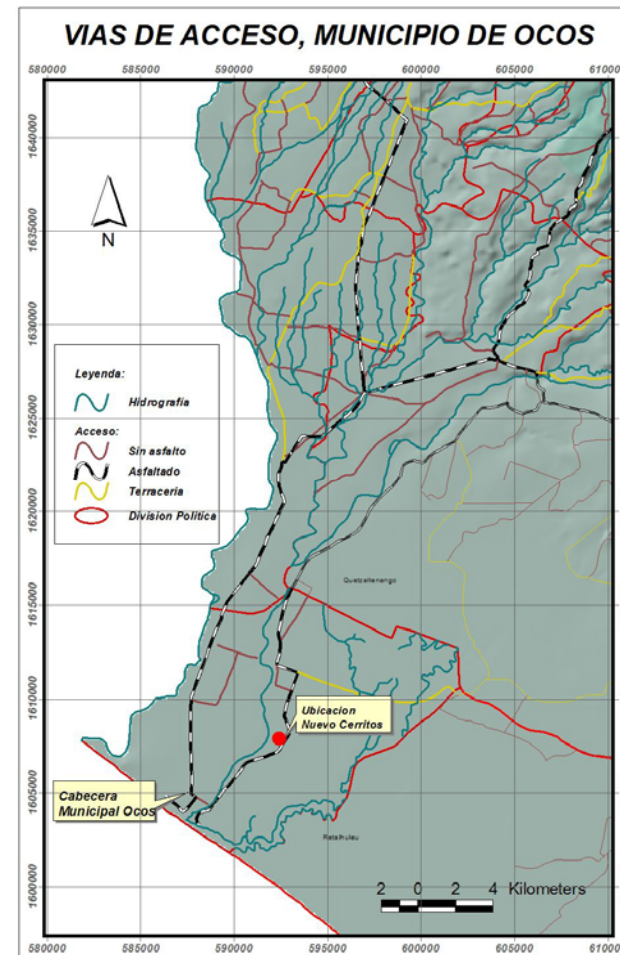 VIAS DE ACCESO, MUNICIPIO DE OCOS
580000 585000 590000 595000 600000 605000 61000
1640000
1635000
1630000
1625000
1620000
1615000
1610000
1605000
1600000
N
Leyenda:
Hidrografía
Acceso:
Sin asfalto
Asfaltado
Terraceria
Division Politica
Quetzaltenango
Ubicacion
Nuevo Cerritos
Cabecera
Municipal Ocos
Retalhuleu
2 0 2 4 Kilometers
580000 585000 590000 595000 600000 605000 61000